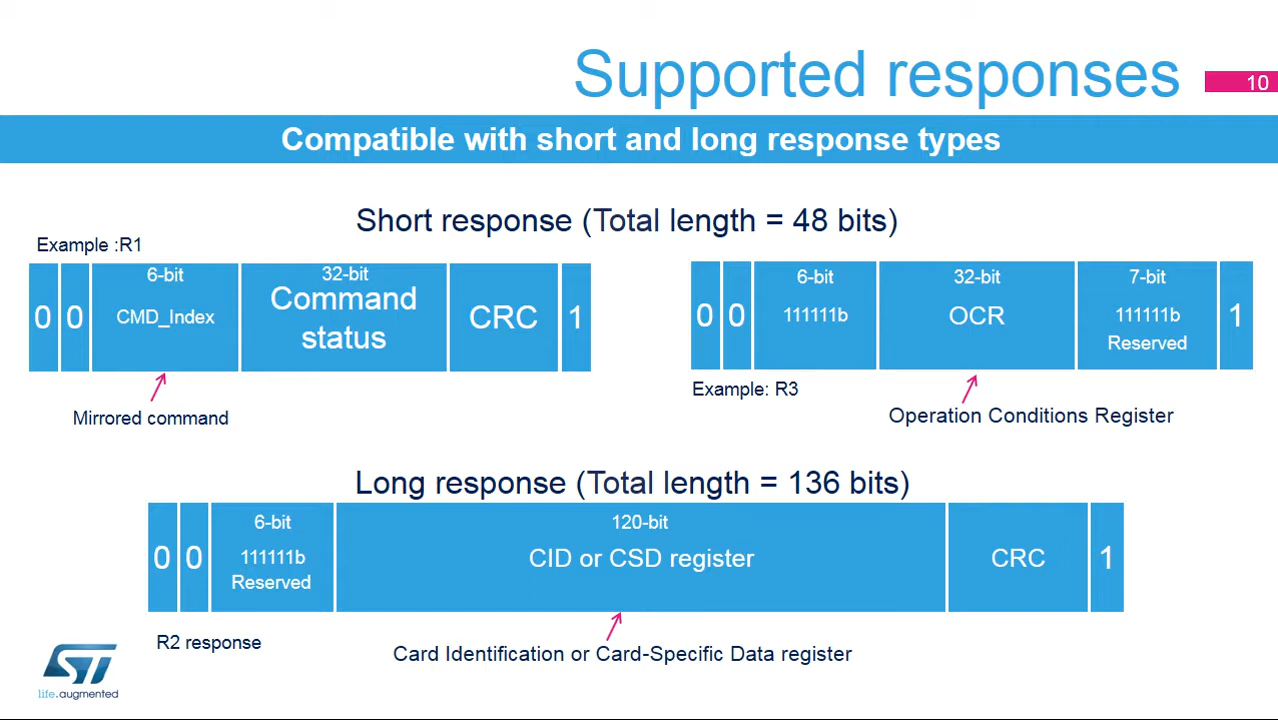 Supported responses
10
Compatible with short and long response types
Short response (Total length = 48 bits)
Example :R1
0
0
6-bit
CMD_Index
32-bit
Command
status
CRC
1
Mirrored command
0
0
6-bit
111111b
32-bit
OCR
7-bit
111111b
Reserved
1
Example: R3
Operation Conditions Register
Long response (Total length = 136 bits)
0
0
6-bit
111111b
Reserved
120-bit
CID or CSD register
CRC
1
R2 response
Card Identification or Card-Specific Data register
ST
life.augmented